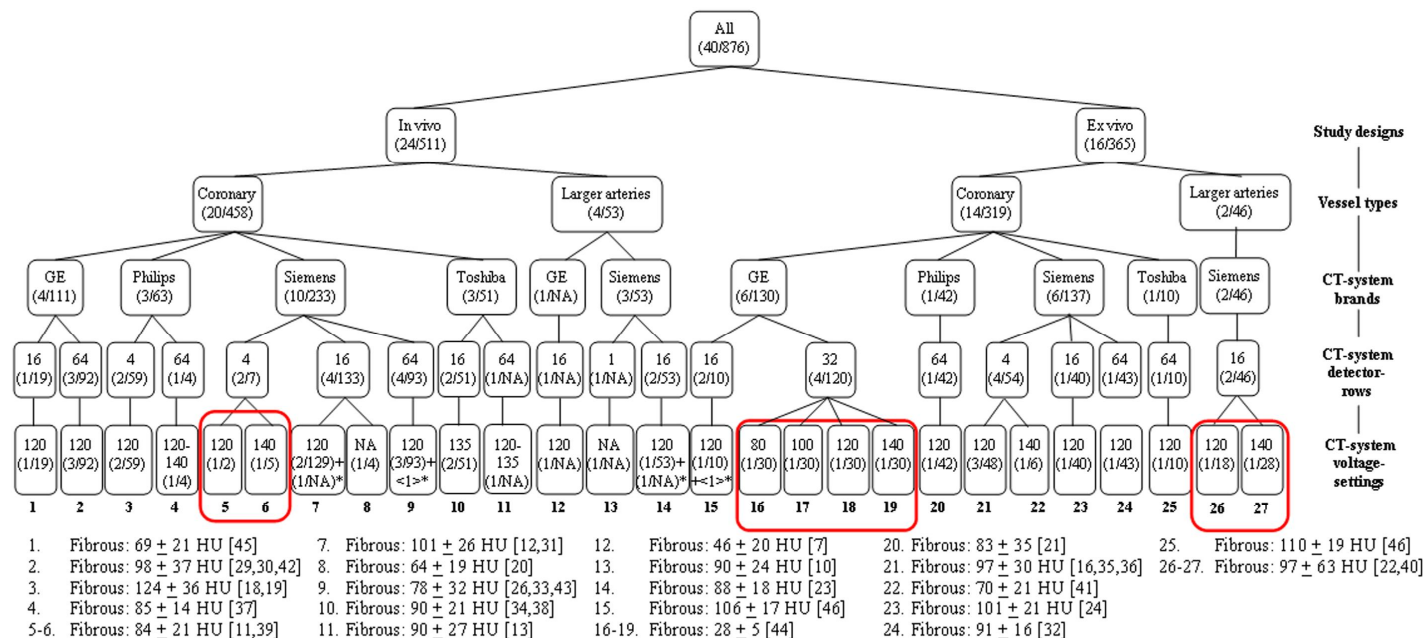 All
(40/876)
In vivo
(24/511)
Ex vivo
(16/365)
Study designs
Coronary
(20/458)
Larger arteries
(4/53)
Coronary
(14/319)
Larger arteries
(2/46)
Vessel types
GE
(4/111)
Philips
(3/63)
Siemens
(10/233)
Toshiba
(3/51)
GE
(1/NA)
Siemens
(3/53)
GE
(6/130)
Philips
(1/42)
Siemens
(6/137)
Toshiba
(1/10)
Siemens
(2/46)
CT-system
brands
16
(1/19)
64
(3/92)
4
(2/59)
64
(1/4)
4
(2/7)
16
(4/133)
64
(4/93)
16
(2/51)
64
(1/NA)
16
(1/NA)
1
(1/NA)
16
(2/53)
16
(2/10)
32
(4/120)
64
(1/42)
4
(4/54)
16
(1/40)
64
(1/43)
64
(1/10)
16
(2/46)
CT-system
detector-
rows
120
(1/19)
120
(3/92)
120
(2/59)
120-
140
(1/4)
120
(1/2)
140
(1/5)
120
(2/129)+
(1/NA)*
NA
(1/4)
120
(3/93)+
<1>*
135
(2/51)
120-
135
(1/NA)
120
(1/NA)
NA
(1/NA)
120
(1/53)+
(1/NA)*
120
(1/10)
+<1>*
80
(1/30)
100
(1/30)
120
(1/30)
140
(1/30)
120
(1/42)
120
(3/48)
140
(1/6)
120
(1/40)
120
(1/43)
120
(1/10)
120
(1/18)
140
(1/28)
CT-system
voltage-
settings
1 2 3 4 5 6 7 8 9 10 11 12 13 14 15 16 17 18 19 20 21 22 23 24 25 26 27
1. Fibrous: 69 ± 21 HU [45]
2. Fibrous: 98 ± 37 HU [29,30,42]
3. Fibrous: 124 ± 36 HU [18,19]
4. Fibrous: 85 ± 14 HU [37]
5-6. Fibrous: 84 ± 21 HU [11,39]
7. Fibrous: 101 ± 26 HU [12,31]
8. Fibrous: 64 ± 19 HU [20]
9. Fibrous: 78 ± 32 HU [26,33,43]
10. Fibrous: 90 ± 21 HU [34,38]
11. Fibrous: 90 ± 27 HU [13]
12. Fibrous: 46 ± 20 HU [7]
13. Fibrous: 90 ± 24 HU [10]
14. Fibrous: 88 ± 18 HU [23]
15. Fibrous: 106 ± 17 HU [46]
16-19. Fibrous: 28 ± 5 [44]
20. Fibrous: 83 ± 35 [21]
21. Fibrous: 97 ± 30 HU [16,35,36]
22. Fibrous: 70 ± 21 HU [41]
23. Fibrous: 101 ± 21 HU [24]
24. Fibrous: 91 ± 16 [32]
25. Fibrous: 110 ± 19 HU [46]
26-27. Fibrous: 97 ± 63 HU [22,40]